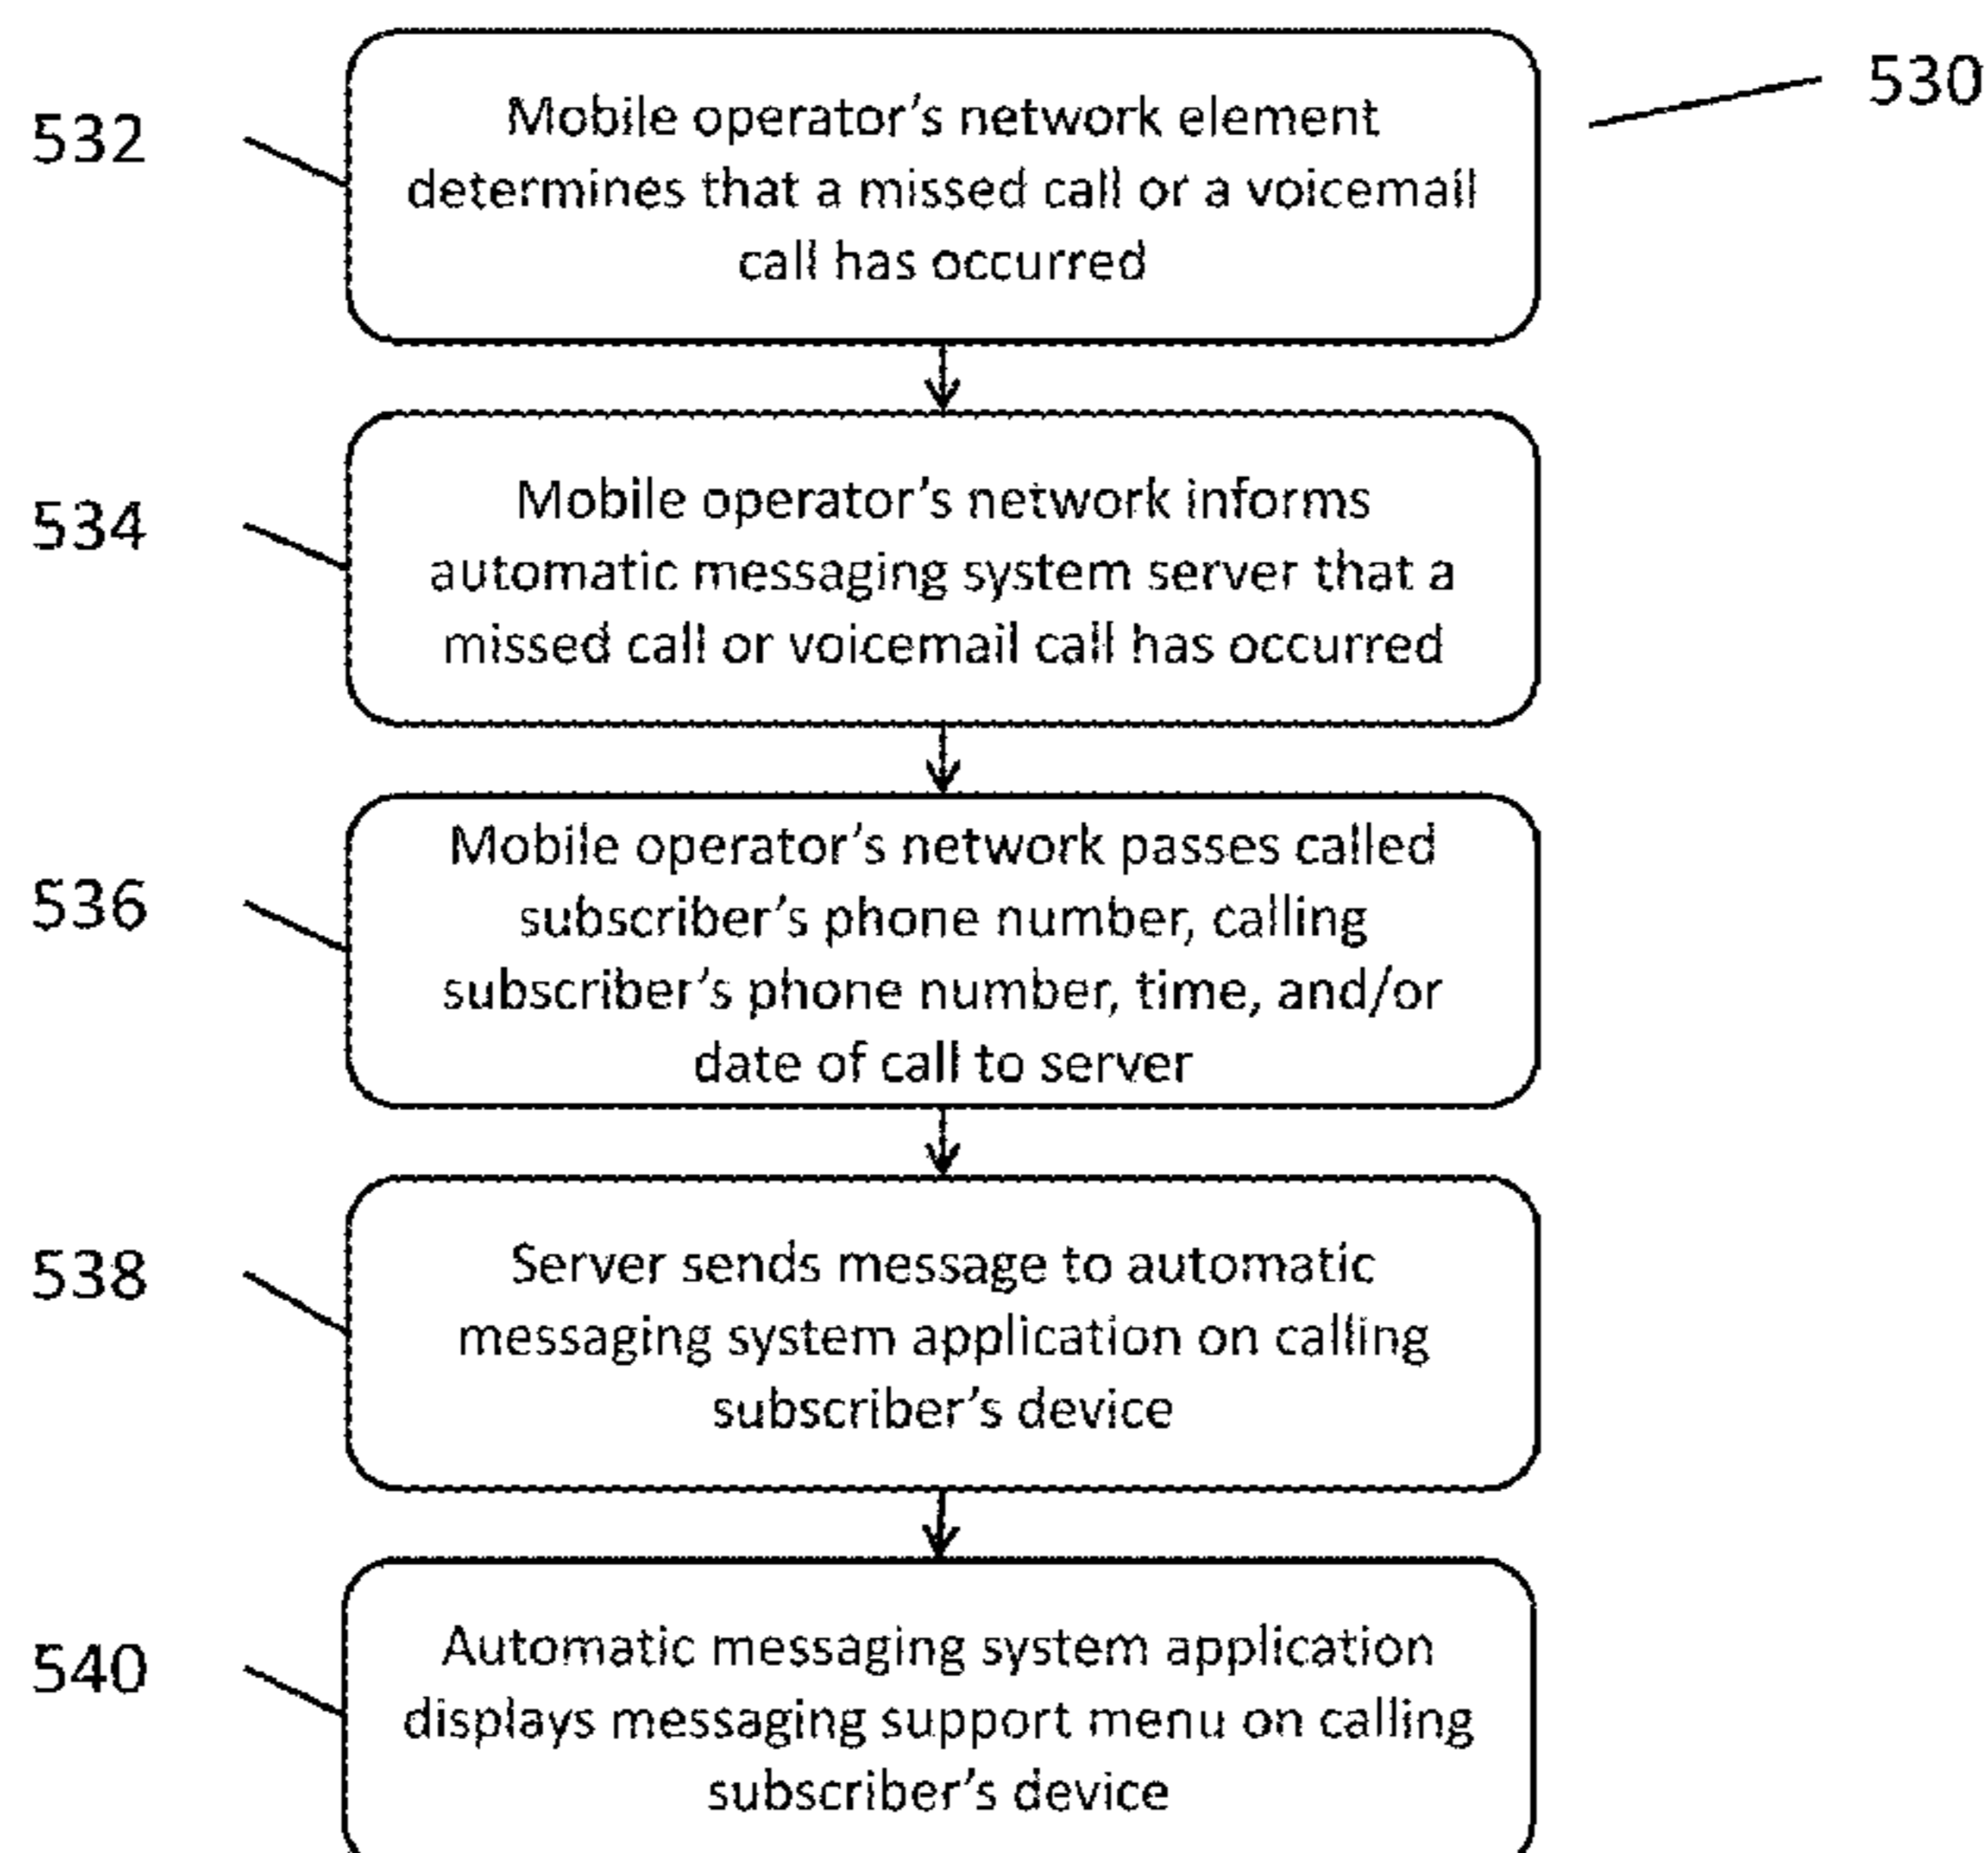 530
532
Mobile operator's network element
determines that a missed call or a voicemail
call has occurred
534
Mobile operator's network informs
automatic messaging system server that a
missed call or voicemail call has occurred
536
Mobile operator's network passes called
subscriber's phone number, calling
subscriber's phone number, time, and/or
date of call to server
538
Server sends message to automatic
messaging system application on calling
subscriber's device
540
Automatic messaging system application
displays messaging support menu on calling
subscriber's device